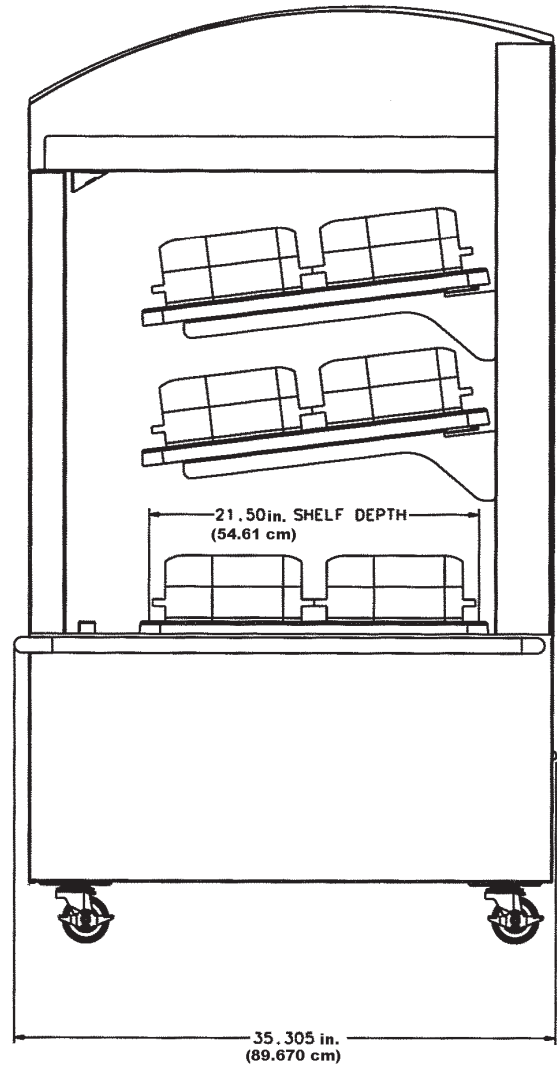 21.50in. SHELF DEPTH
(54.61 cm)
35.305 in.
(89.670 cm)